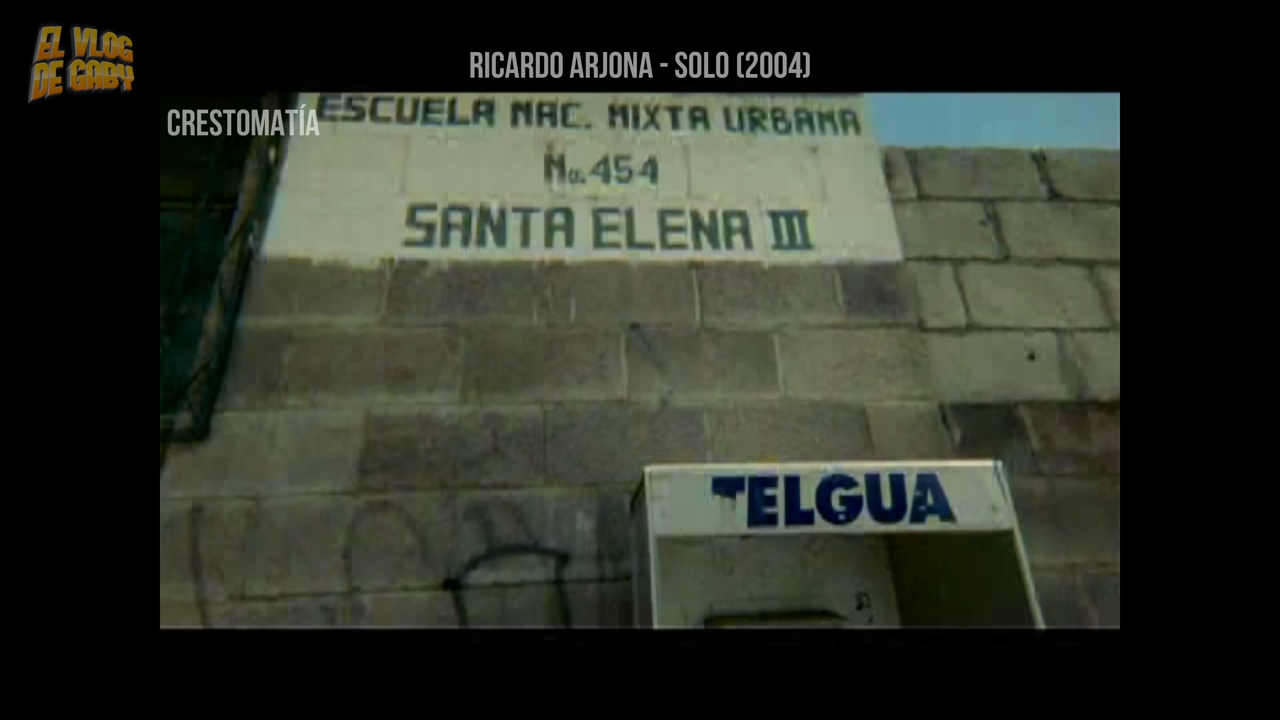 EL VLOG
DE GABY
RICARDO ARJONA - SOLO (2004)
CRESTOMATÍA
ESCUELA NAC. MIXTA URBANA
No. 454
SANTA ELENA III
TELGUA